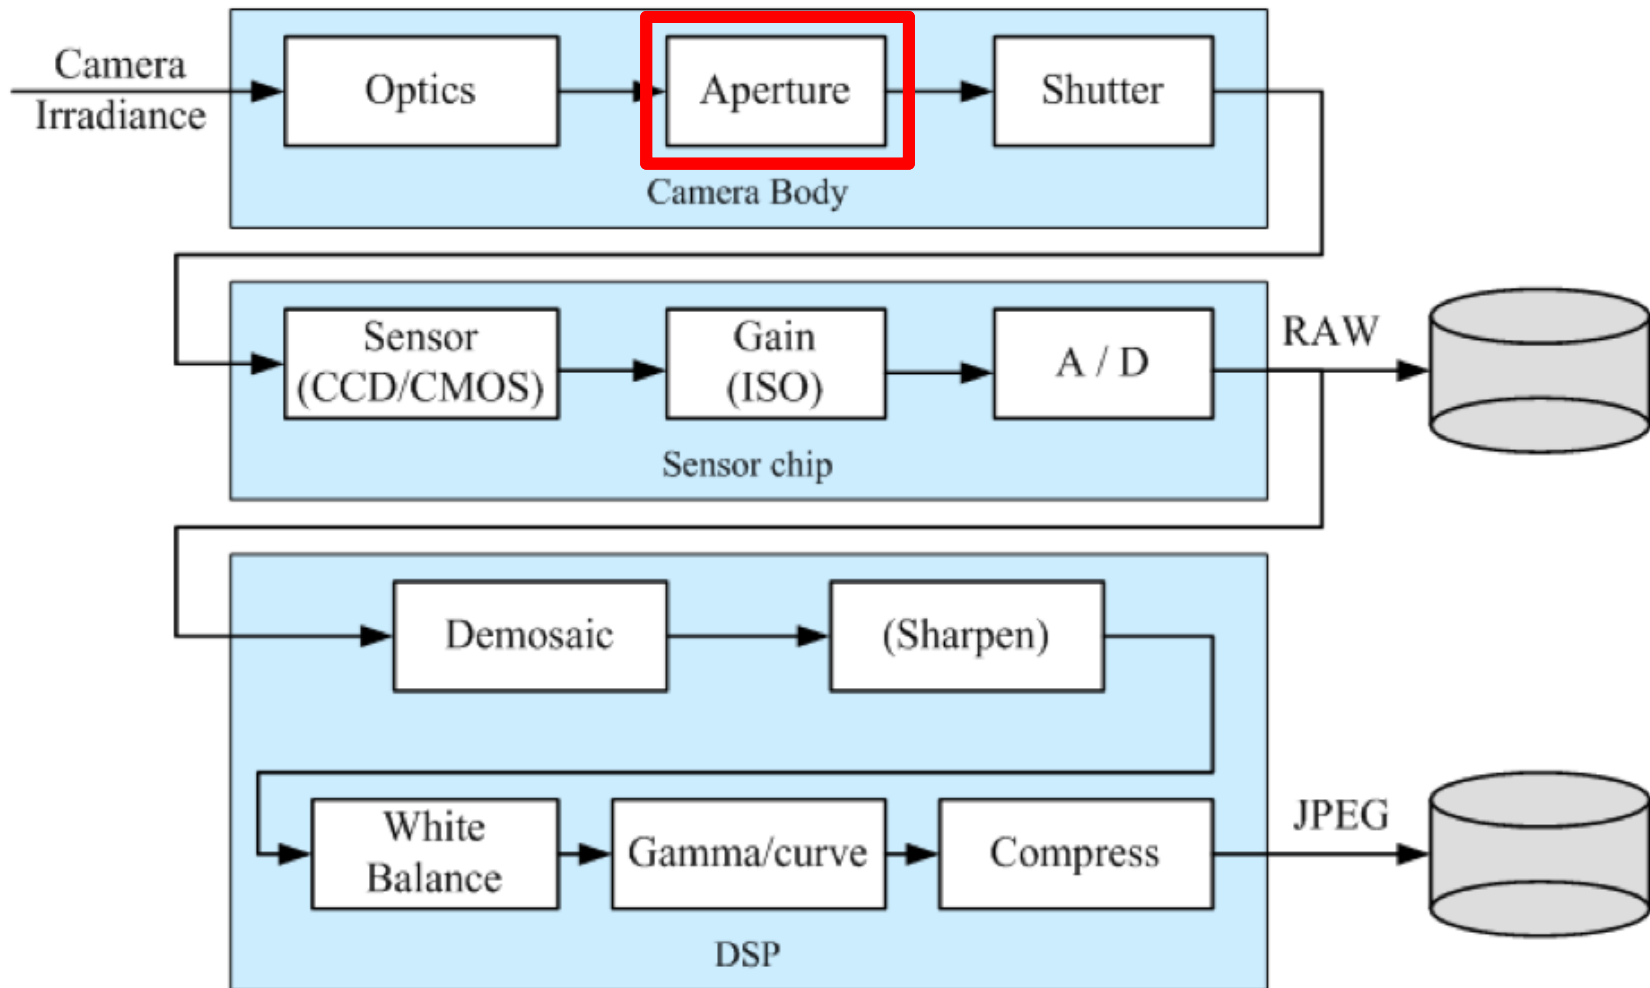 Camera
Irradiance
Optics
Aperture
Shutter
Camera Body
Sensor
(CCD/CMOS)
Gain
(ISO)
A / D
RAW
Sensor chip
Demosaic
(Sharpen)
White
Balance
Gamma/curve
Compress
JPEG
DSP